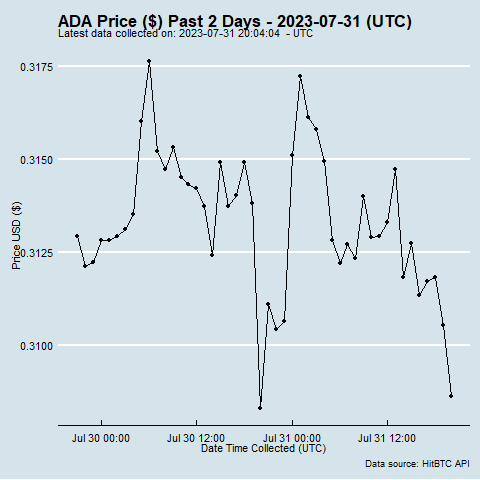 ADA Price ($) Past 2 Days - 2023-07-31 (UTC)
Latest data collected on: 2023-07-31 20:04:04 - UTC
0.3175
0.3150
0.3125
0.3100
Price USD ($)
Jul 30 00:00 Jul 30 12:00 Jul 31 00:00 Jul 31 12:00
Date Time Collected (UTC)
Data source: HitBTC API